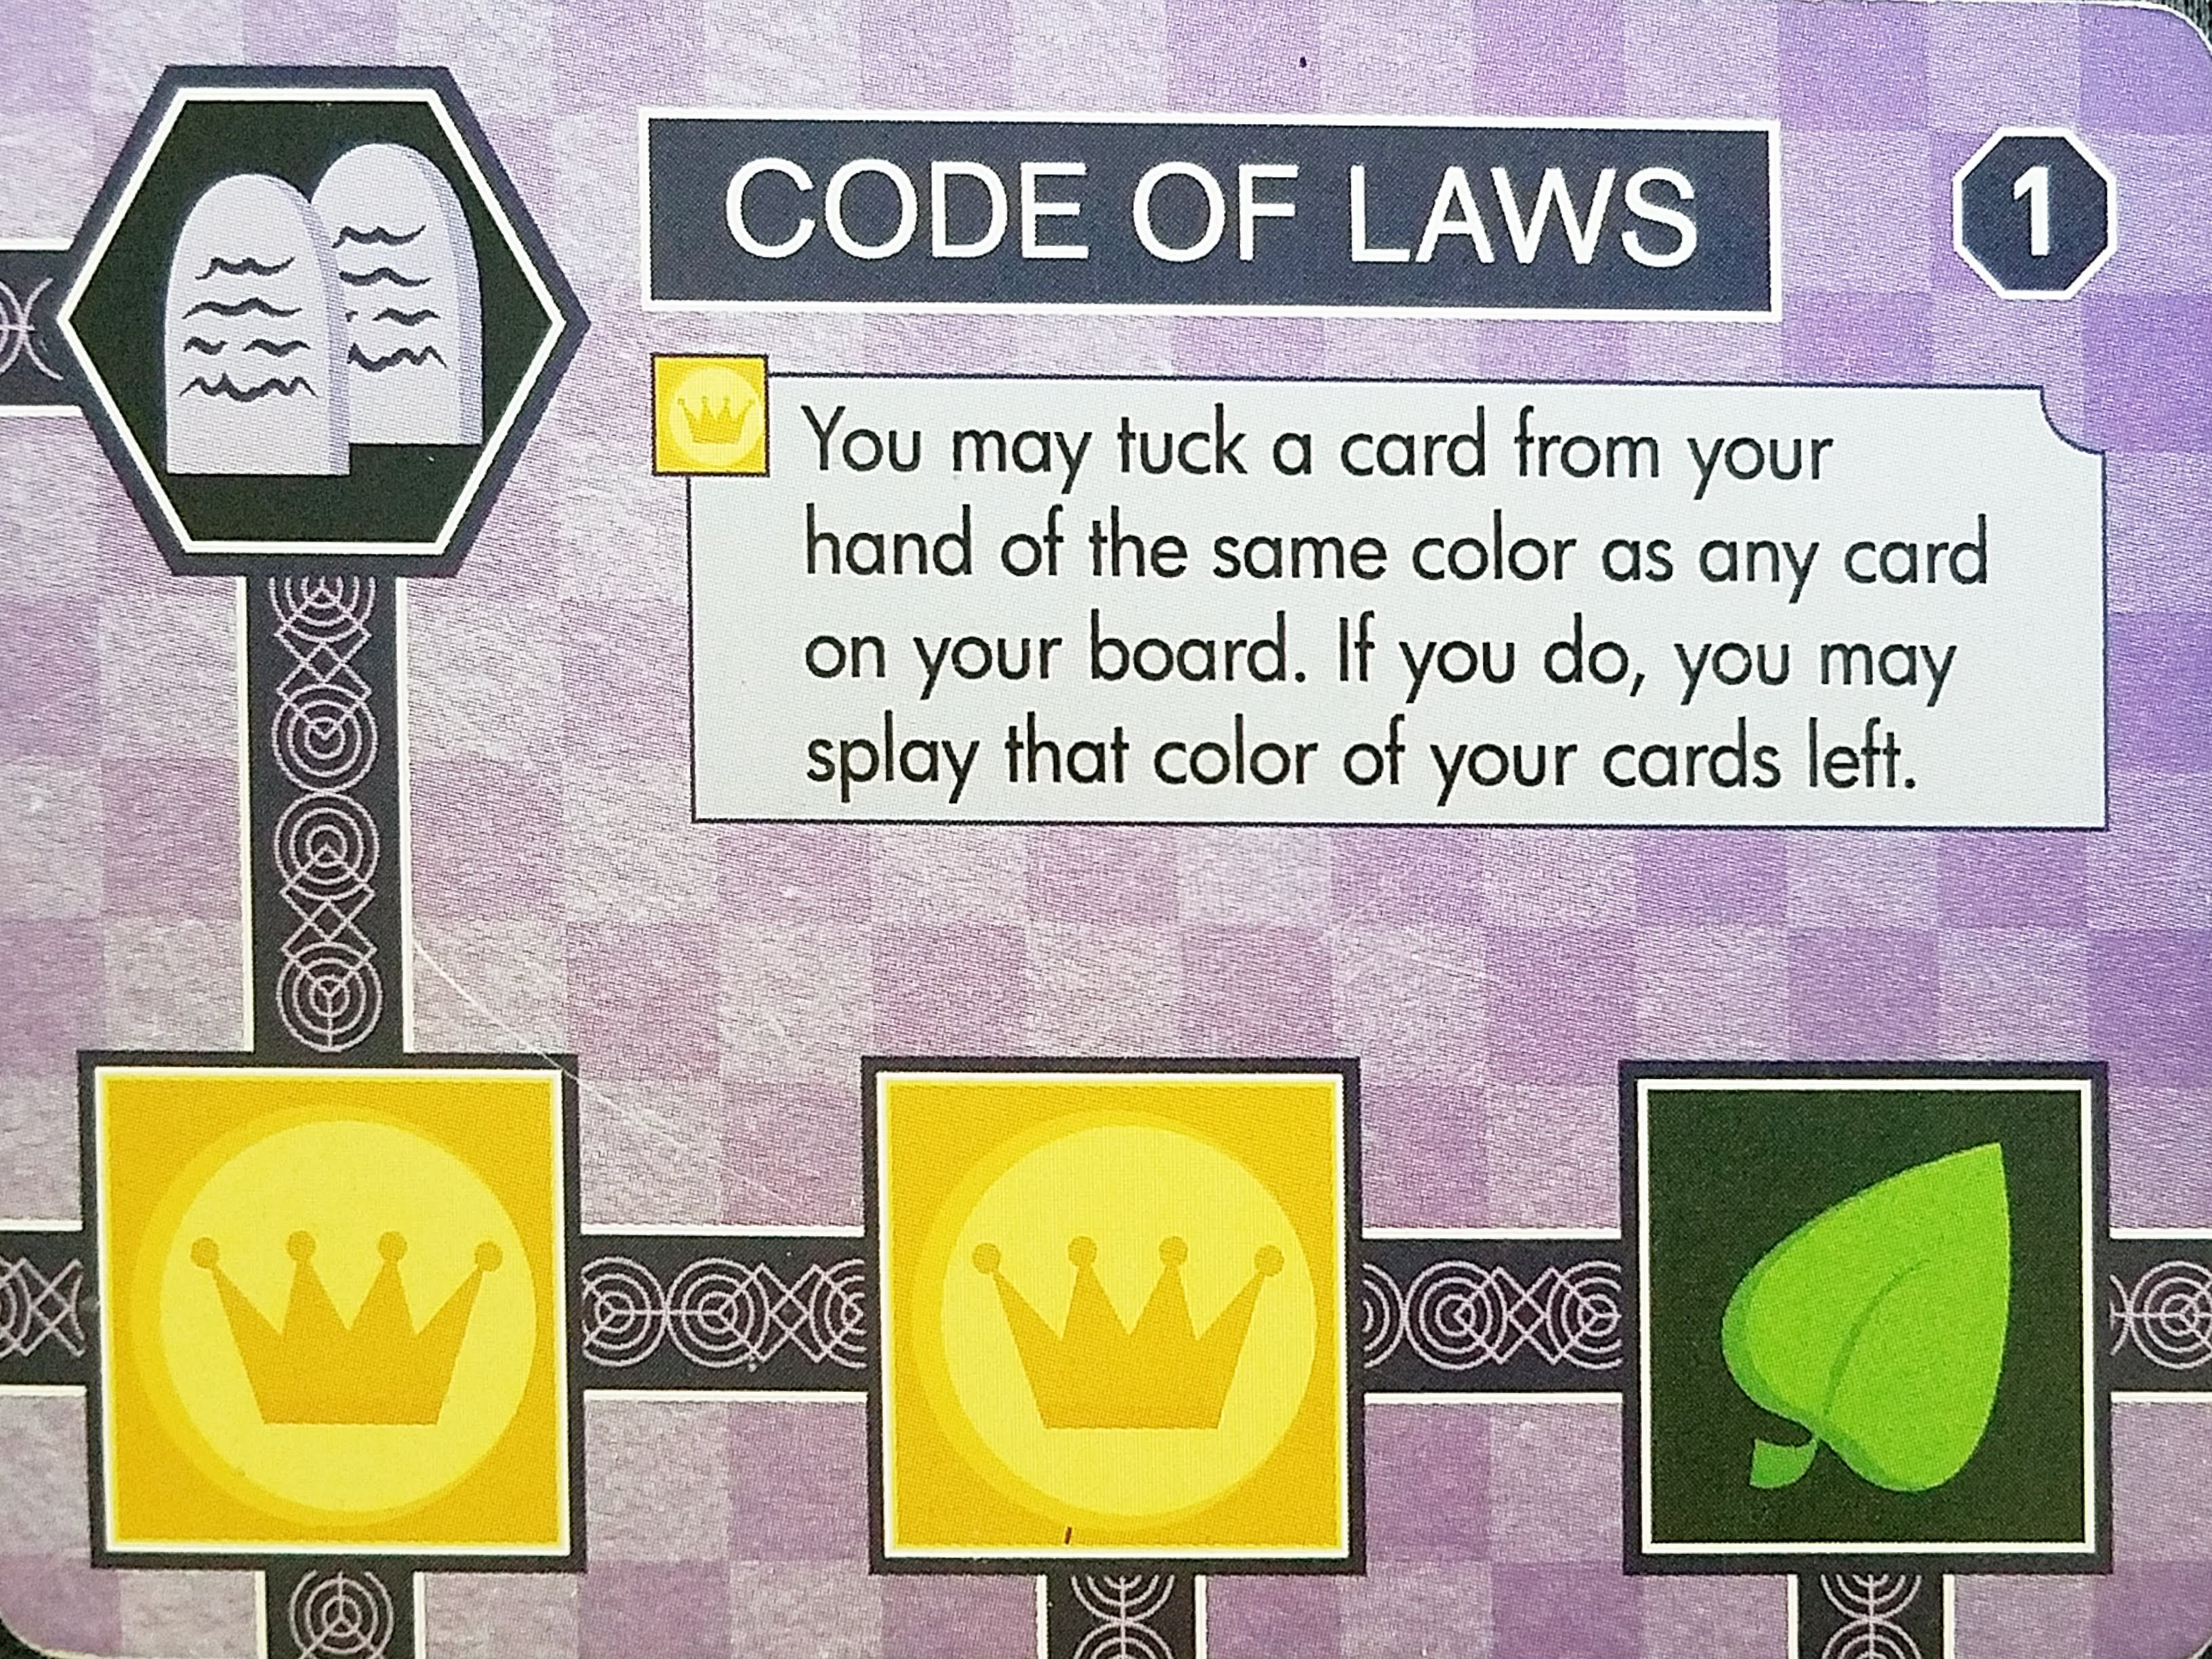 CODE OF LAWS
1
You may tuck a card from your
hand of the same color as any card
on your board. If you do, you may
splay that color of your cards left.